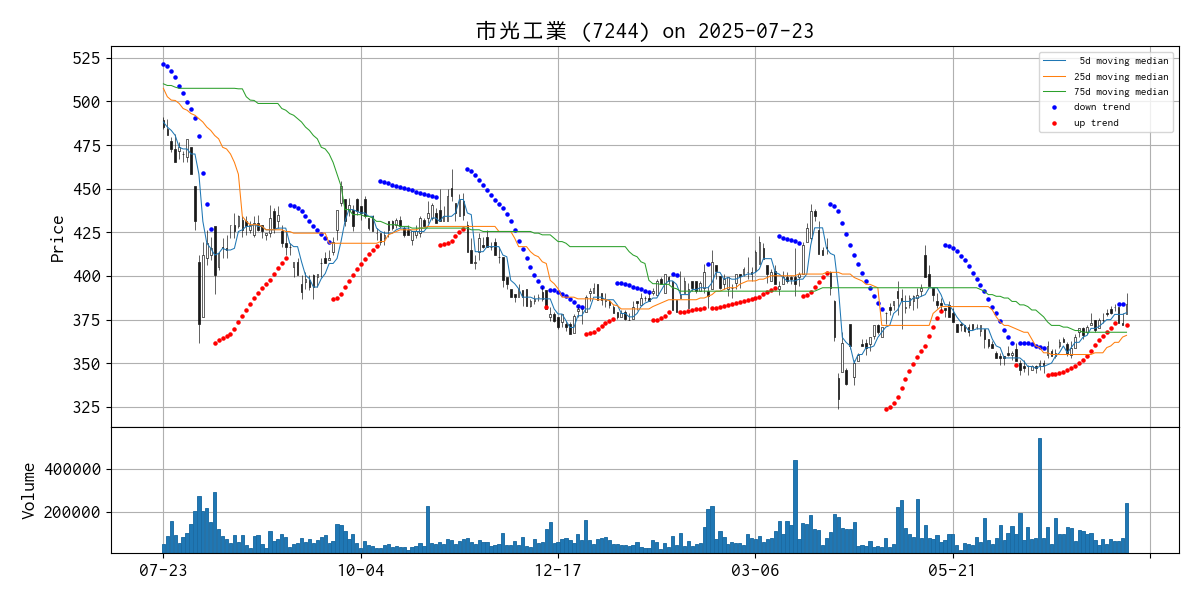 市光工業 (7244) on 2025-07-23
5d moving median
25d moving median
75d moving median
down trend
up trend
Price
525
500
475
450
425
400
375
350
325
Volume
400000
200000
07-23
10-04
12-17
03-06
05-21